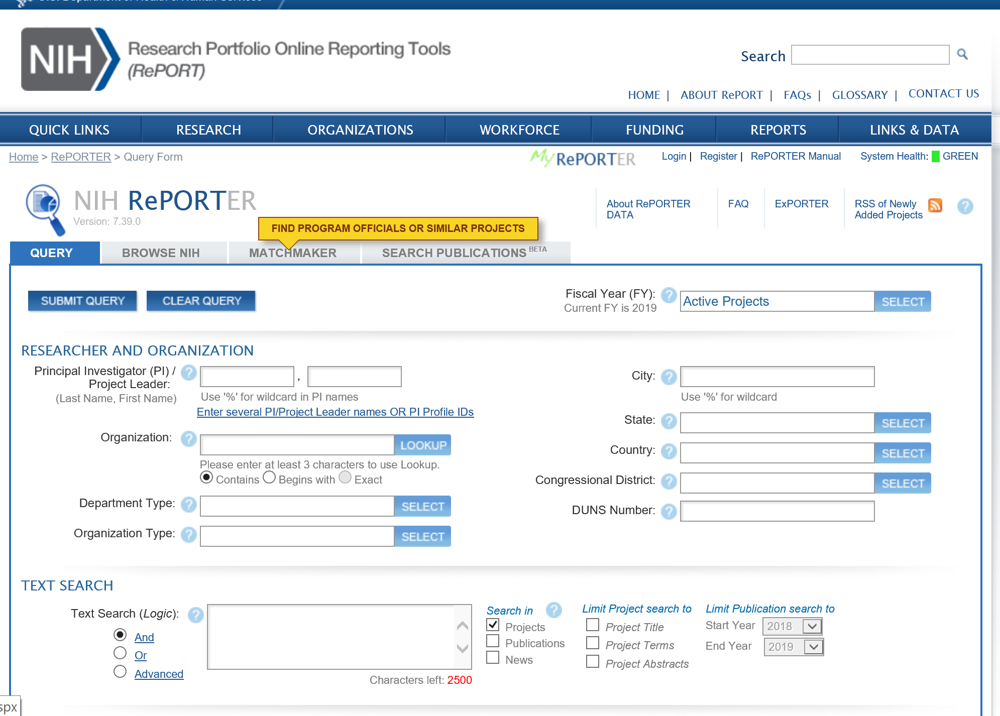 U.S. Department of Health & Human Services
NIH
Research Portfolio Online Reporting Tools
(RePORT)
Search
HOME | ABOUT RePORT | FAQs | GLOSSARY | CONTACT US
QUICK LINKS RESEARCH ORGANIZATIONS WORKFORCE FUNDING REPORTS LINKS & DATA
Home > RePORTER > Query Form
My RePORTER Login | Register | RePORTER Manual System Health: GREEN
NIH RePORTER
Version: 7.39.0
About RePORTER
DATA
FAQ
ExPORTER
RSS of Newly
Added Projects
?
FIND PROGRAM OFFICIALS OR SIMILAR PROJECTS
QUERY BROWSE NIH MATCHMAKER SEARCH PUBLICATIONS BETA
SUBMIT QUERY CLEAR QUERY
Fiscal Year (FY): ? Active Projects SELECT
Current FY is 2019
RESEARCHER AND ORGANIZATION
Principal Investigator (PI) / ? ,
Project Leader:
(Last Name, First Name)
Use '%' for wildcard in PI names
Enter several PI/Project Leader names OR PI Profile IDs
Organization: ? LOOKUP
Please enter at least 3 characters to use Lookup.
Contains Begins with Exact
Department Type: ? SELECT
Organization Type: ? SELECT
City: ?
Use '%' for wildcard
State: ? SELECT
Country: ? SELECT
Congressional District: ? SELECT
DUNS Number: ?
TEXT SEARCH
Text Search (Logic): ?
And
Or
Advanced
Characters left: 2500
Search in ?
Projects
Publications
News
Limit Project search to
Project Title
Project Terms
Project Abstracts
Limit Publication search to
Start Year 2018
End Year 2019
spx